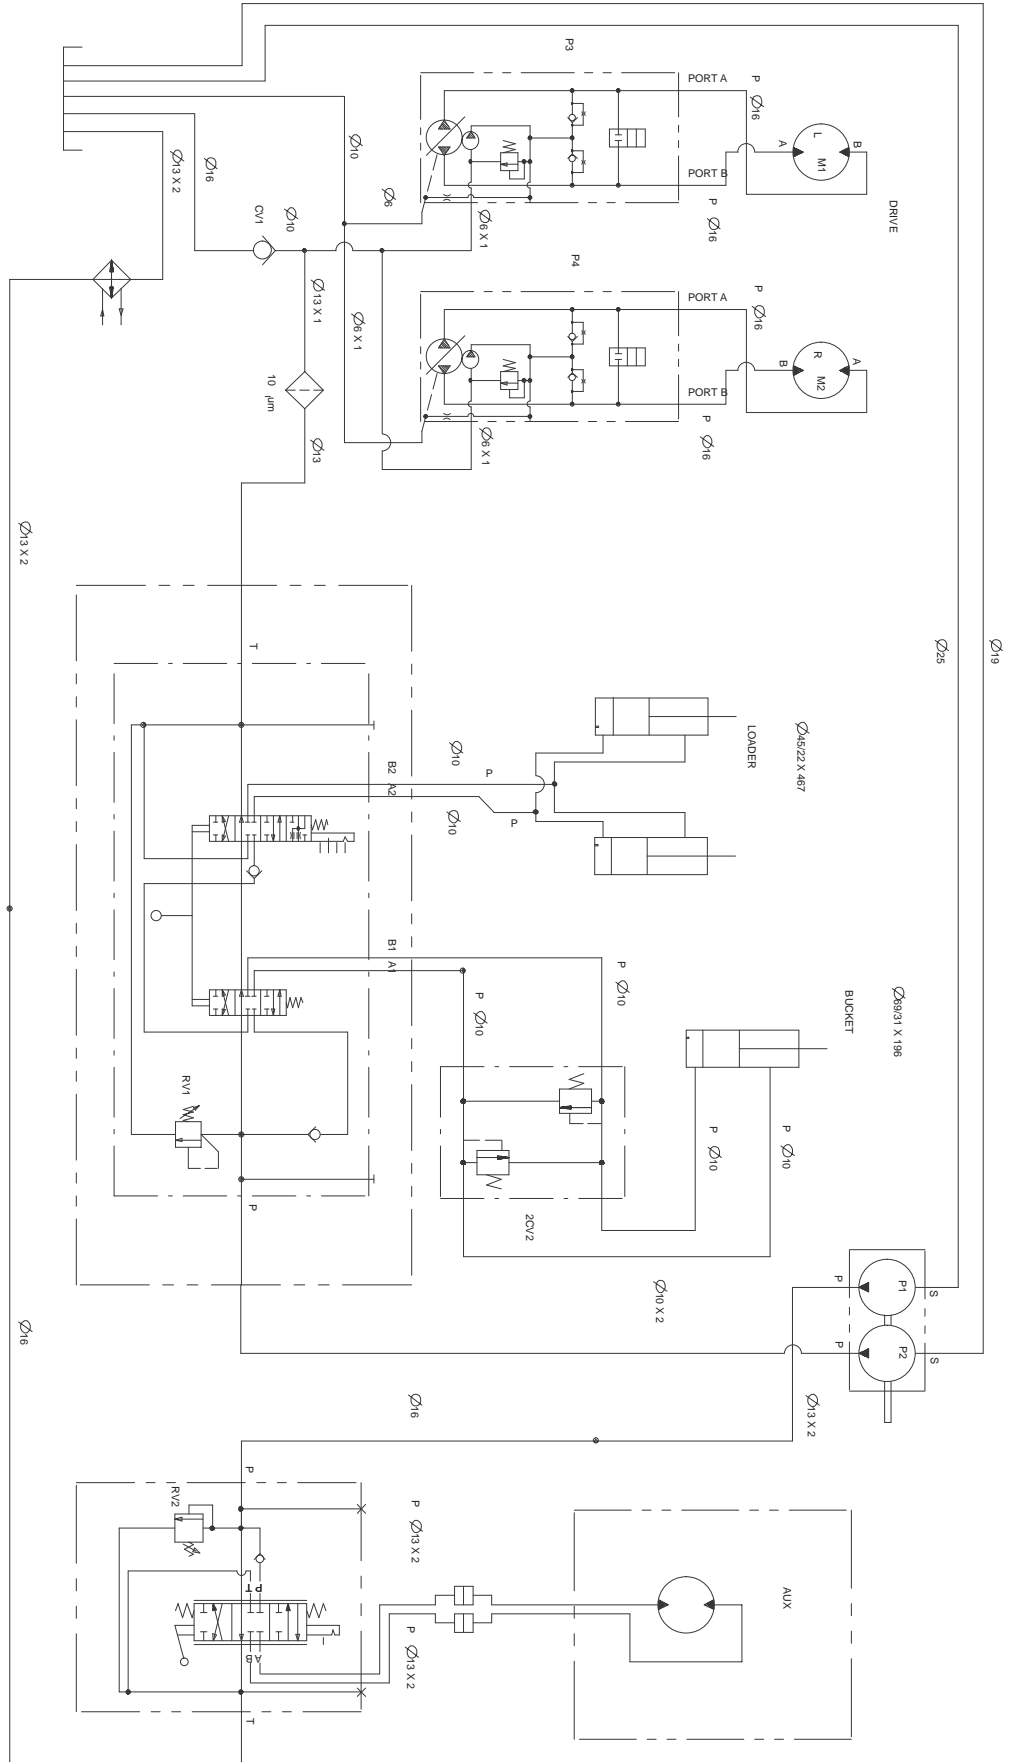 P3
PORT A
P
Ø16
L
M1
A
B
Ø10
Ø16
Ø13 X 2
PORT B
P
Ø16
Ø6
DRIVE
CV1
Ø10
Ø6 X 1
P4
PORT A
P
Ø16
Ø13 X 1
Ø6 X 1
R
M2
B
A
10 µm
PORT B
P
Ø16
Ø13
Ø6 X 1
Ø13 X 2
T
Ø25
Ø19
LOADER
Ø45/22 X 467
B2
A2
Ø10
P
Ø10
P
B1
A1
P
Ø10
P
Ø10
BUCKET
Ø69/31 X 196
RV1
P
Ø10
P
Ø10
P
2CV2
Ø10 X 2
P
P1
S
P
P2
S
Ø16
Ø16
Ø13 X 2
P
RV2
P
Ø13 X 2
PT
AUX
AB
P
Ø13 X 2
T